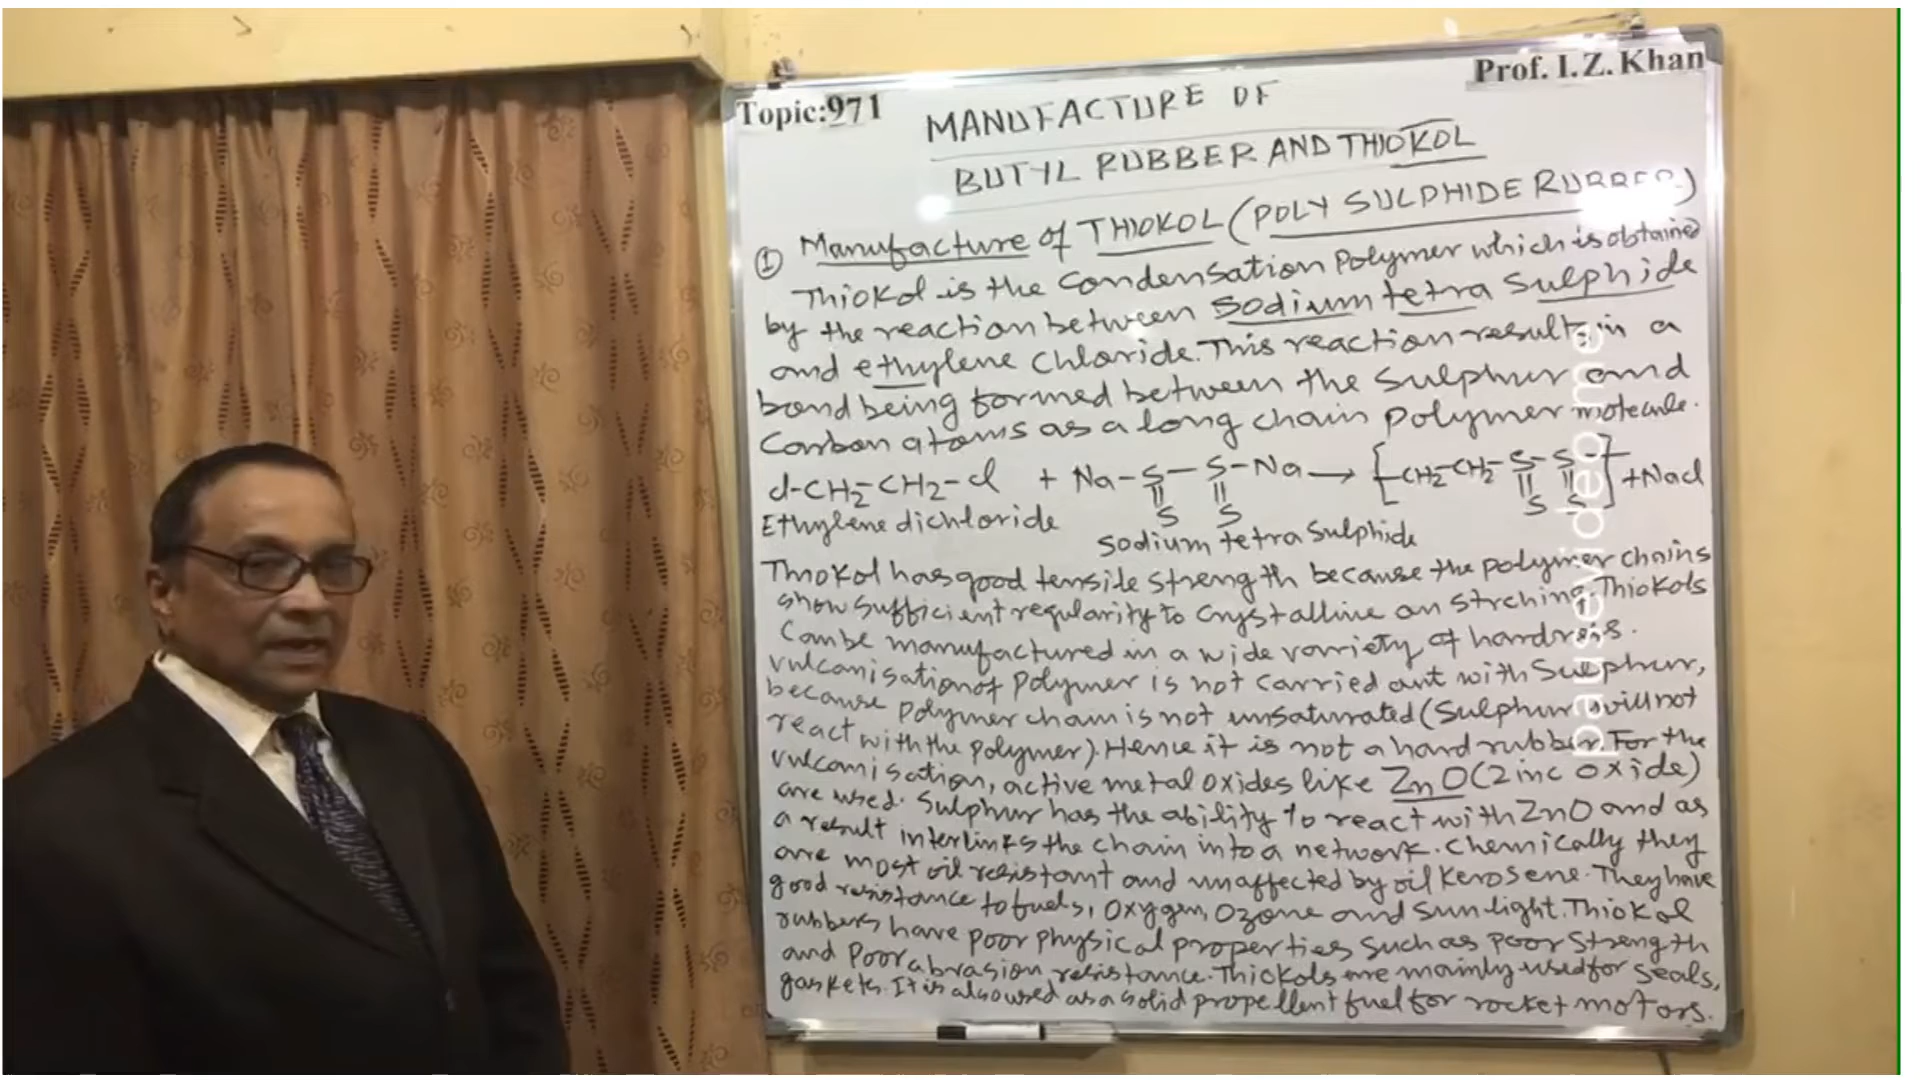 Prof. I. Z. Khan
Topic:971
MANUFACTURE OF
BUTYL RUBBER AND THIOKOL
① Manufacture of THIOKOL (POLY SULPHIDE RUBBER)
Thiokol is the Condensation Polymer which is obtained
by the reaction between Sodium tetra Sulphide
and ethylene Chloride. This reaction results in a
bond being formed between the Sulphur and
Carbon atoms as a long chain polymer molecule.
Cl-CH2-CH2-Cl + Na-S-S-Na → [-CH2-CH2-S-S-] + NaCl
S S S S
Ethylene dichloride
Sodium tetra Sulphide
Thiokol has good tensile strength because the polymer chains
show sufficient regularity to Crystalline on streching. Thiokols
Can be manufactured in a wide variety of hardness.
vulcanisation of Polymer is not carried out with Sulphur,
because Polymer chain is not unsaturated (Sulphur will not
react with the polymer). Hence it is not a hard rubber. For the
vulcanisation, active metal oxides like ZnO (Zinc oxide)
are used. Sulphur has the ability to react with ZnO and as
a result interlinks the chain into a network. Chemically they
are most oil resistant and unaffected by oil Kerosene. They have
good resistance to fuels, Oxygen, Ozone and Sunlight. Thiokol
rubbers have poor physical properties such as poor Strength
and Poor abrasion resistance. Thiokols are mainly used for seals,
gaskets. It is also used as a solid propellent fuel for rocket motors.
pausevideo me